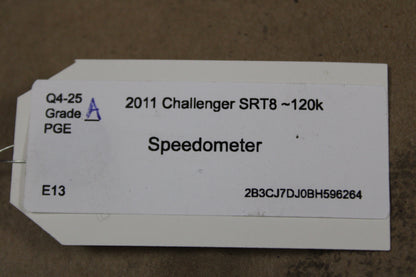 Q4-25
Grade A
PGE
2011 Challenger SRT8 ~120k
Speedometer
E13
2B3CJ7DJ0BH596264